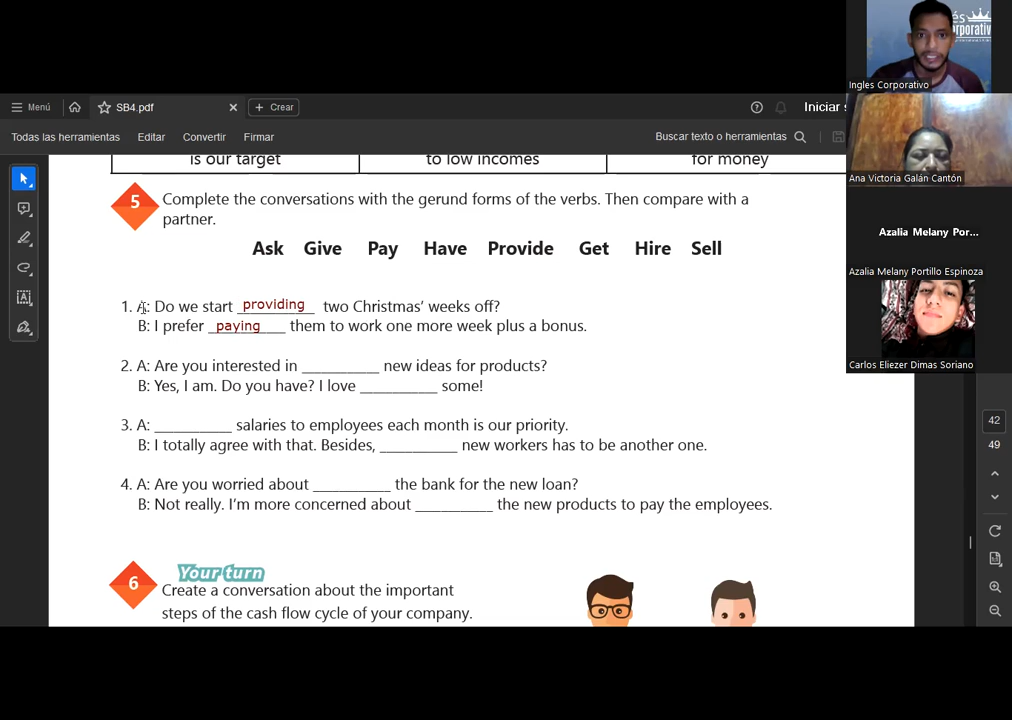 és
orporativ
Ingles Corporativo
Menú
SB4.pdf
Crear
Iniciar s
Todas las herramientas
Editar
Convertir
Firmar
Buscar texto o herramientas
Ana Victoria Galán Cantón
Azalia Melany Por...
Azalia Melany Portillo Espinoza
Carlos Eliezer Dimas Soriano
is our target
to low incomes
for money
5
Complete the conversations with the gerund forms of the verbs. Then compare with a
partner.
Ask Give Pay Have Provide Get Hire Sell
1. A: Do we start providing two Christmas’ weeks off?
B: I prefer paying them to work one more week plus a bonus.
2. A: Are you interested in _________ new ideas for products?
B: Yes, I am. Do you have? I love _________ some!
3. A: _________ salaries to employees each month is our priority.
B: I totally agree with that. Besides, _________ new workers has to be another one.
4. A: Are you worried about _________ the bank for the new loan?
B: Not really. I’m more concerned about _________ the new products to pay the employees.
6
Your turn
Create a conversation about the important
steps of the cash flow cycle of your company.
42
49